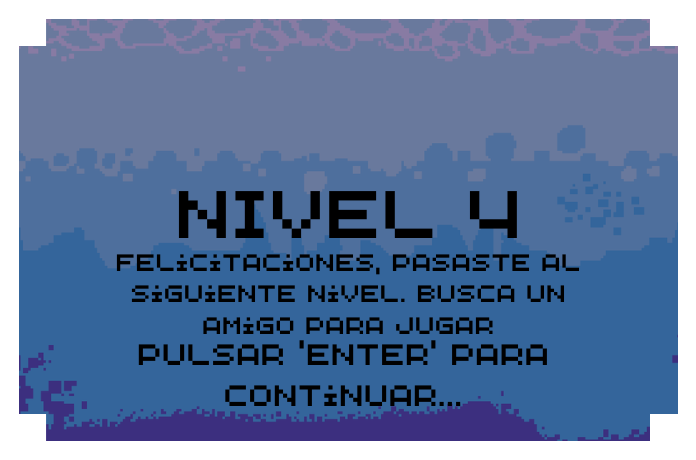 NIVEL 4
FELiCiTACiONES, PASASTE AL
SiGUiENTE NiVEL. BUSCA UN
AMiGO PARA JUGAR
PULSAR 'ENTER' PARA
CONTiNUAR...